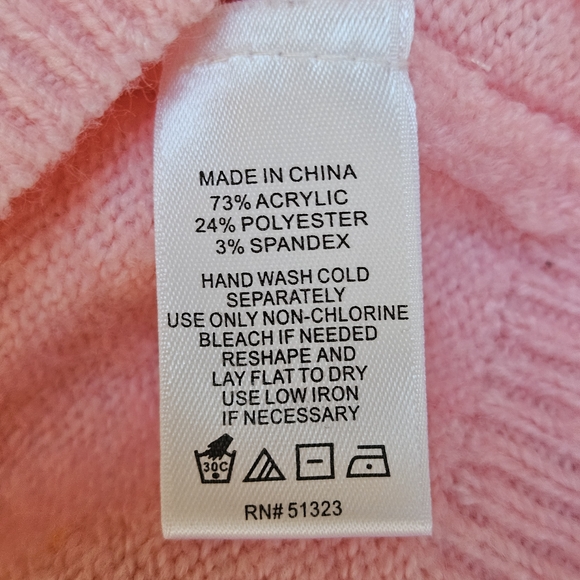 MADE IN CHINA
73% ACRYLIC
24% POLYESTER
3% SPANDEX
HAND WASH COLD
SEPARATELY
USE ONLY NON-CHLORINE
BLEACH IF NEEDED
RESHAPE AND
LAY FLAT TO DRY
USE LOW IRON
IF NECESSARY
30C
RN# 51323